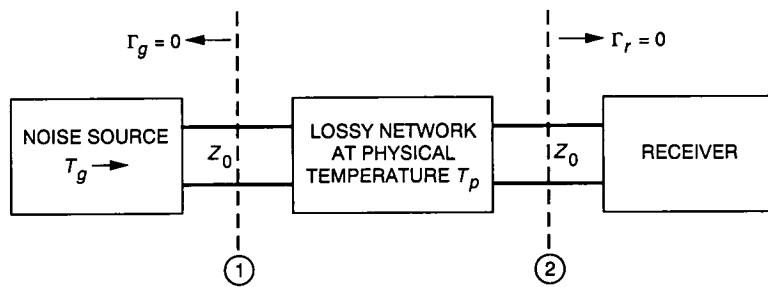 Γg = 0
Γr = 0
NOISE SOURCE
Tg
Z0
LOSSY NETWORK
AT PHYSICAL
TEMPERATURE Tp
Z0
RECEIVER
1
2